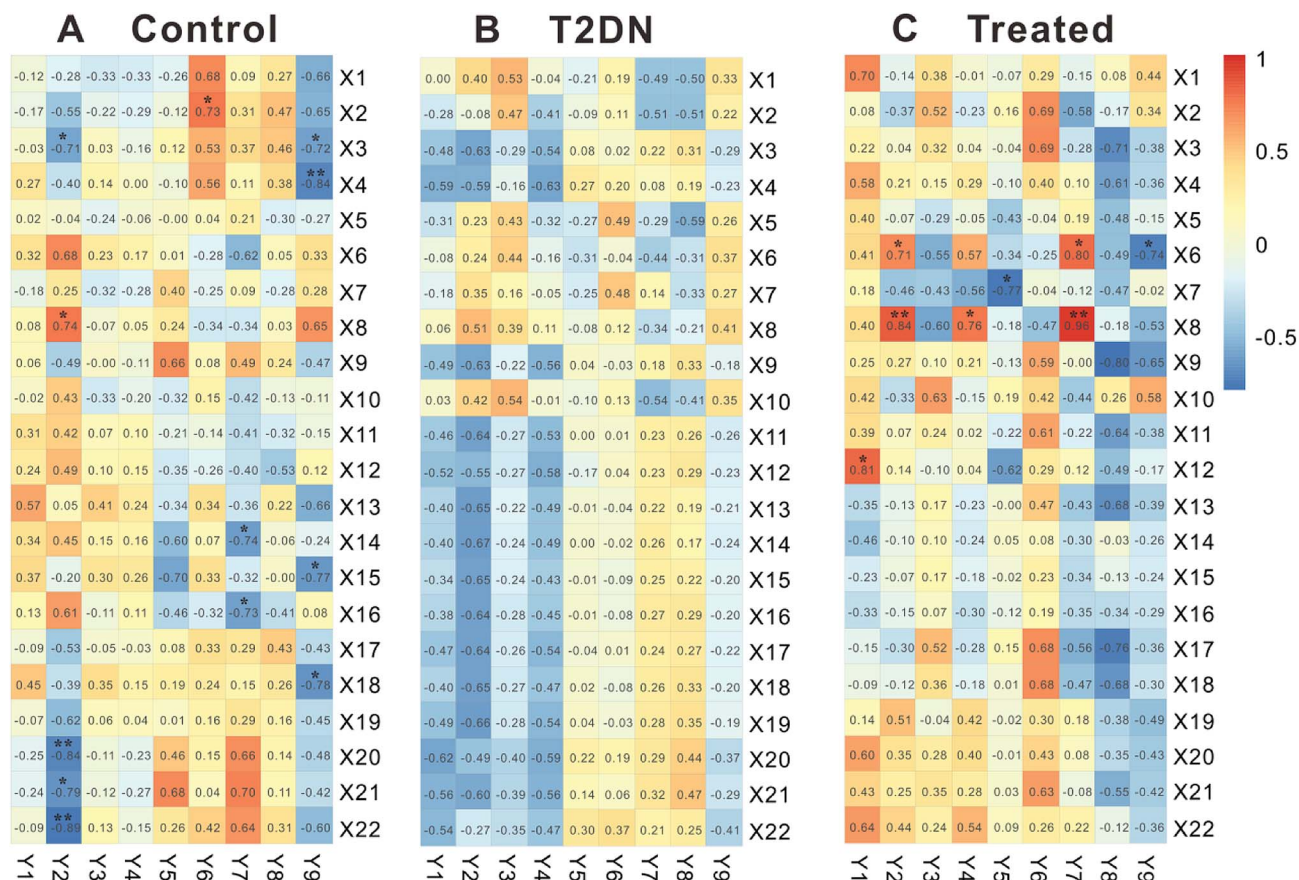 A Control B T2DN C Treated
-0.12 -0.28 -0.33 -0.33 -0.26 0.68 0.09 0.27 -0.66 X1 0.00 0.40 0.53 -0.04 -0.21 0.19 -0.49 -0.50 0.33 X1 0.70 -0.14 0.38 -0.01 -0.07 0.29 -0.15 0.08 0.44 X1 1
-0.17 -0.55 -0.22 -0.29 -0.12 *0.73 0.31 0.47 -0.65 X2 -0.28 -0.08 0.47 -0.41 -0.09 0.11 -0.51 -0.51 0.22 X2 0.08 -0.37 0.52 -0.23 0.16 0.69 -0.58 -0.17 0.34 X2
-0.03 *-0.71 0.03 -0.16 0.12 0.53 0.37 0.46 *-0.72 X3 -0.48 -0.63 -0.29 -0.54 0.08 0.02 0.22 0.31 -0.29 X3 0.22 0.04 0.32 -0.04 0.04 0.69 -0.28 -0.71 -0.38 X3 0.5
0.27 -0.40 0.14 0.00 -0.10 0.56 0.11 0.38 **-0.84 X4 -0.59 -0.59 -0.16 -0.63 0.27 0.20 0.08 0.19 -0.23 X4 0.58 0.21 0.15 0.29 -0.10 0.40 0.10 -0.61 -0.36 X4
0.02 -0.04 -0.24 -0.06 -0.00 0.04 0.21 -0.30 -0.27 X5 -0.31 0.23 0.43 -0.32 -0.27 0.49 -0.29 -0.59 0.26 X5 0.40 -0.07 -0.29 -0.05 -0.43 -0.04 0.19 -0.48 -0.15 X5
0.32 0.68 0.23 0.17 0.01 -0.28 -0.62 0.05 0.33 X6 -0.08 0.24 0.44 -0.16 -0.31 -0.04 -0.44 -0.31 0.37 X6 0.41 *0.71 -0.55 0.57 -0.34 -0.25 *0.80 -0.49 *-0.74 X6 0
-0.18 0.25 -0.32 -0.28 0.40 -0.25 0.09 -0.28 0.28 X7 -0.18 0.35 0.16 -0.05 -0.25 0.48 0.14 -0.33 0.27 X7 0.18 -0.46 -0.43 -0.56 *-0.77 -0.04 -0.12 -0.47 -0.02 X7
0.08 *0.74 -0.07 0.05 0.24 -0.34 -0.34 0.03 0.65 X8 0.06 0.51 0.39 0.11 -0.08 0.12 -0.34 -0.21 0.41 X8 0.40 **0.84 -0.60 *0.76 -0.18 -0.47 **0.96 -0.18 -0.53 X8 -0.5
0.06 -0.49 -0.00 -0.11 0.66 0.08 0.49 0.24 -0.47 X9 -0.49 -0.63 -0.22 -0.56 0.04 -0.03 0.18 0.33 -0.18 X9 0.25 0.27 0.10 0.21 -0.13 0.59 -0.00 -0.80 -0.65 X9
-0.02 0.43 -0.33 -0.20 -0.32 0.15 -0.42 -0.13 -0.11 X10 0.03 0.42 0.54 -0.01 -0.10 0.13 -0.54 -0.41 0.35 X10 0.42 -0.33 0.63 -0.15 0.19 0.42 -0.44 0.26 0.58 X10
0.31 0.42 0.07 0.10 -0.21 -0.14 -0.41 -0.32 -0.15 X11 -0.46 -0.64 -0.27 -0.53 0.00 0.01 0.23 0.26 -0.26 X11 0.39 0.07 0.24 0.02 -0.22 0.61 -0.22 -0.64 -0.38 X11
0.24 0.49 0.10 0.15 -0.35 -0.26 -0.40 -0.53 0.12 X12 -0.52 -0.55 -0.27 -0.58 -0.17 0.04 0.23 0.29 -0.23 X12 *0.81 0.14 -0.10 0.04 -0.62 0.29 0.12 -0.49 -0.17 X12
0.57 0.05 0.41 0.24 -0.34 0.34 -0.36 0.22 -0.66 X13 -0.40 -0.65 -0.22 -0.49 -0.01 -0.04 0.22 0.19 -0.21 X13 -0.35 -0.13 0.17 -0.23 -0.00 0.47 -0.43 -0.68 -0.39 X13
0.34 0.45 0.15 0.16 -0.60 0.07 *-0.74 -0.06 -0.24 X14 -0.40 -0.67 -0.24 -0.49 0.00 -0.02 0.26 0.17 -0.24 X14 -0.46 -0.10 0.10 -0.24 0.05 0.08 -0.30 -0.03 -0.26 X14
0.37 -0.20 0.30 0.26 -0.70 0.33 -0.32 -0.00 *-0.77 X15 -0.34 -0.65 -0.24 -0.43 -0.01 -0.09 0.25 0.22 -0.20 X15 -0.23 -0.07 0.17 -0.18 -0.02 0.23 -0.34 -0.13 -0.24 X15
0.13 0.61 -0.11 0.11 -0.46 -0.32 *-0.73 -0.41 0.08 X16 -0.38 -0.64 -0.28 -0.45 -0.01 -0.08 0.27 0.29 -0.20 X16 -0.33 -0.15 0.07 -0.30 -0.12 0.19 -0.35 -0.34 -0.29 X16
-0.09 -0.53 -0.05 -0.03 0.08 0.33 0.29 0.43 -0.43 X17 -0.47 -0.64 -0.26 -0.54 -0.04 0.01 0.24 0.27 -0.22 X17 -0.15 -0.30 0.52 -0.28 0.15 0.68 -0.56 -0.76 -0.36 X17
0.45 -0.39 0.35 0.15 0.19 0.24 0.15 0.26 *-0.78 X18 -0.40 -0.65 -0.27 -0.47 0.02 -0.08 0.26 0.33 -0.20 X18 -0.09 -0.12 0.36 -0.18 0.01 0.68 -0.47 -0.68 -0.30 X18
-0.07 -0.62 0.06 0.04 0.01 0.16 0.29 0.16 -0.45 X19 -0.49 -0.66 -0.28 -0.54 0.04 -0.03 0.28 0.35 -0.19 X19 0.14 0.51 -0.04 0.42 -0.02 0.30 0.18 -0.38 -0.49 X19
-0.25 **-0.84 -0.11 -0.23 0.46 0.15 0.66 0.14 -0.48 X20 -0.62 -0.49 -0.40 -0.59 0.22 0.19 0.29 0.44 -0.37 X20 0.60 0.35 0.28 0.40 -0.01 0.43 0.08 -0.35 -0.43 X20
-0.24 *-0.79 -0.12 -0.27 0.68 0.04 0.70 0.11 -0.42 X21 -0.56 -0.60 -0.39 -0.56 0.14 0.06 0.32 0.47 -0.29 X21 0.43 0.25 0.35 0.28 0.03 0.63 -0.08 -0.55 -0.42 X21
-0.09 **-0.89 0.13 -0.15 0.26 0.42 0.64 0.31 -0.60 X22 -0.54 -0.27 -0.35 -0.47 0.30 0.37 0.21 0.25 -0.41 X22 0.64 0.44 0.24 0.54 0.09 0.26 0.22 -0.12 -0.36 X22
Y1 Y2 Y3 Y4 Y5 Y6 Y7 Y8 Y9 Y1 Y2 Y3 Y4 Y5 Y6 Y7 Y8 Y9 Y1 Y2 Y3 Y4 Y5 Y6 Y7 Y8 Y9